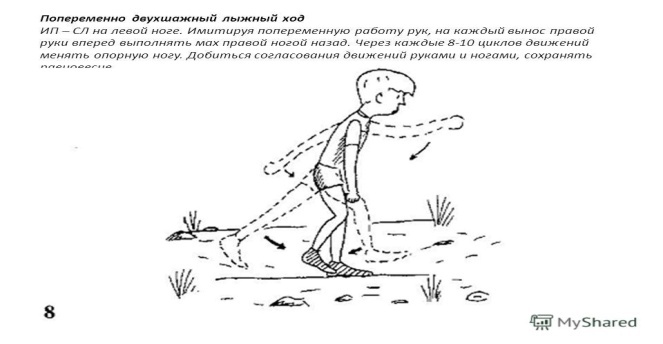 Попеременно двухшажный лыжный ход
ИП – СЛ на левой ноге. Имитируя попеременную работу рук, на каждый вынос правой
руки вперед выполнять мах правой ногой назад. Через каждые 8-10 циклов движений
менять опорную ногу. Добиться согласования движений руками и ногами, сохранять
8
MyShared